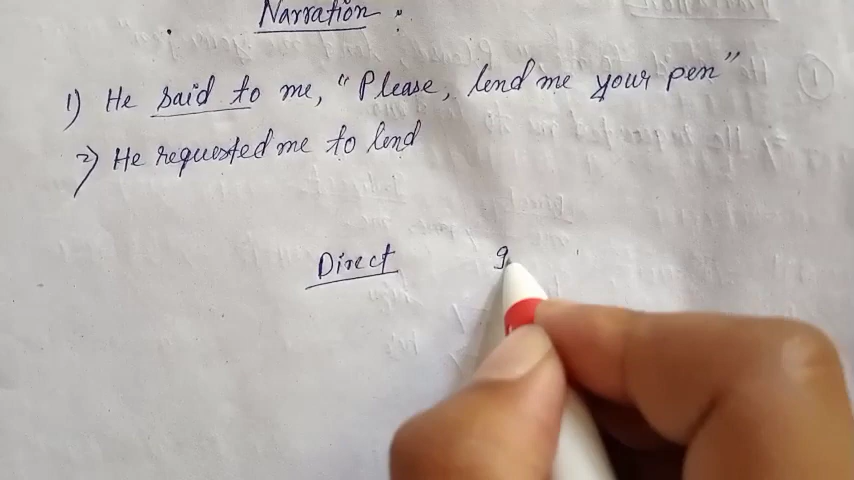 Narration :
1) He said to me, "Please, lend me your pen"
2) He requested me to lend
Direct